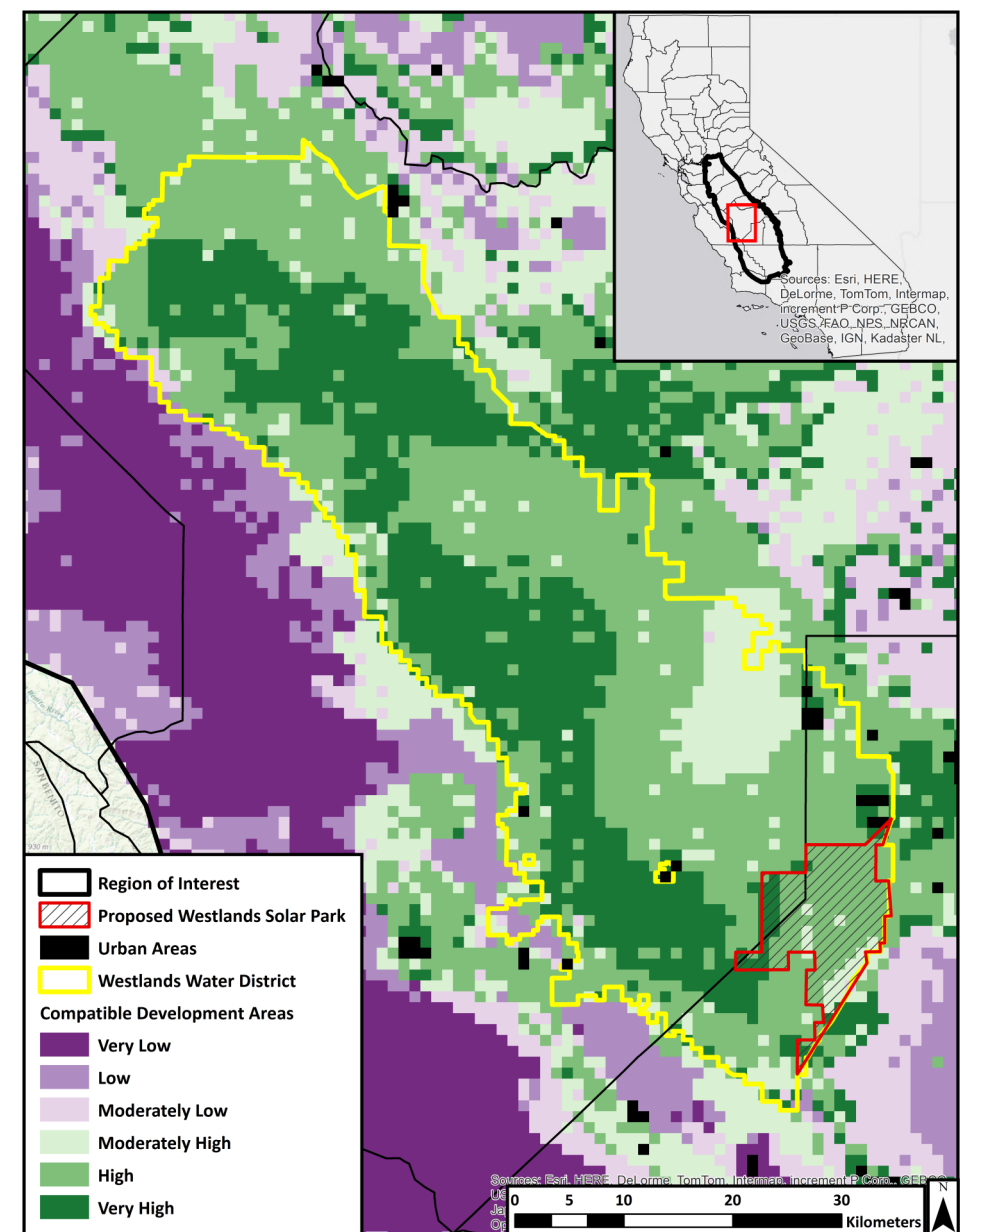 Sources: Esri, HERE,
DeLorme, TomTom, Intermap,
increment P Corp., GEBCO,
USGS, FAO, NPS, NRCAN,
GeoBase, IGN, Kadaster NL,
SAN BENITO
930 m
Region of Interest
Proposed Westlands Solar Park
Urban Areas
Westlands Water District
Compatible Development Areas
Very Low
Low
Moderately Low
Moderately High
High
Very High
Sources: Esri, HERE, DeLorme, TomTom, Intermap, increment P Corp., GEBCO,
0 5 10 20 30
Kilometers
N